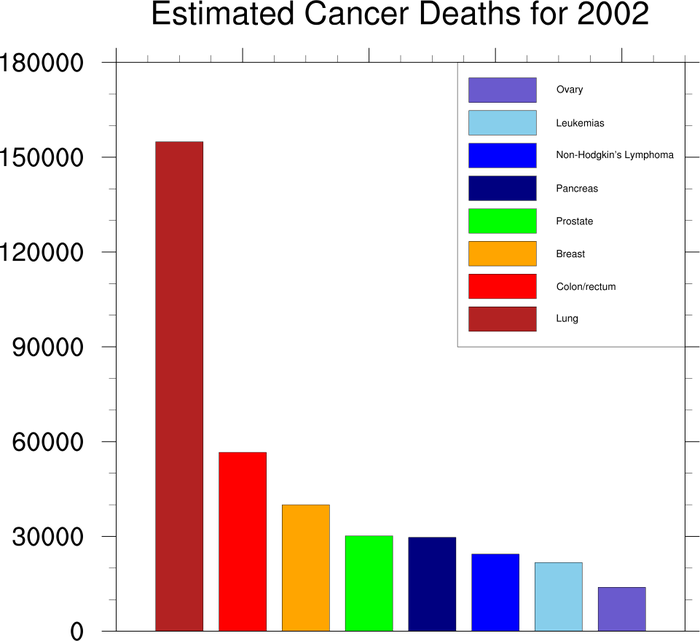 Estimated Cancer Deaths for 2002
180000
150000
120000
90000
60000
30000
0
Ovary
Leukemias
Non-Hodgkin's Lymphoma
Pancreas
Prostate
Breast
Colon/rectum
Lung